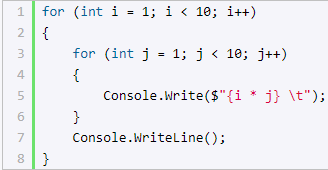 1 for (int i = 1; i < 10; i++)
2 {
3     for (int j = 1; j < 10; j++)
4     {
5         Console.Write($"{i * j} \t");
6     }
7     Console.WriteLine();
8 }